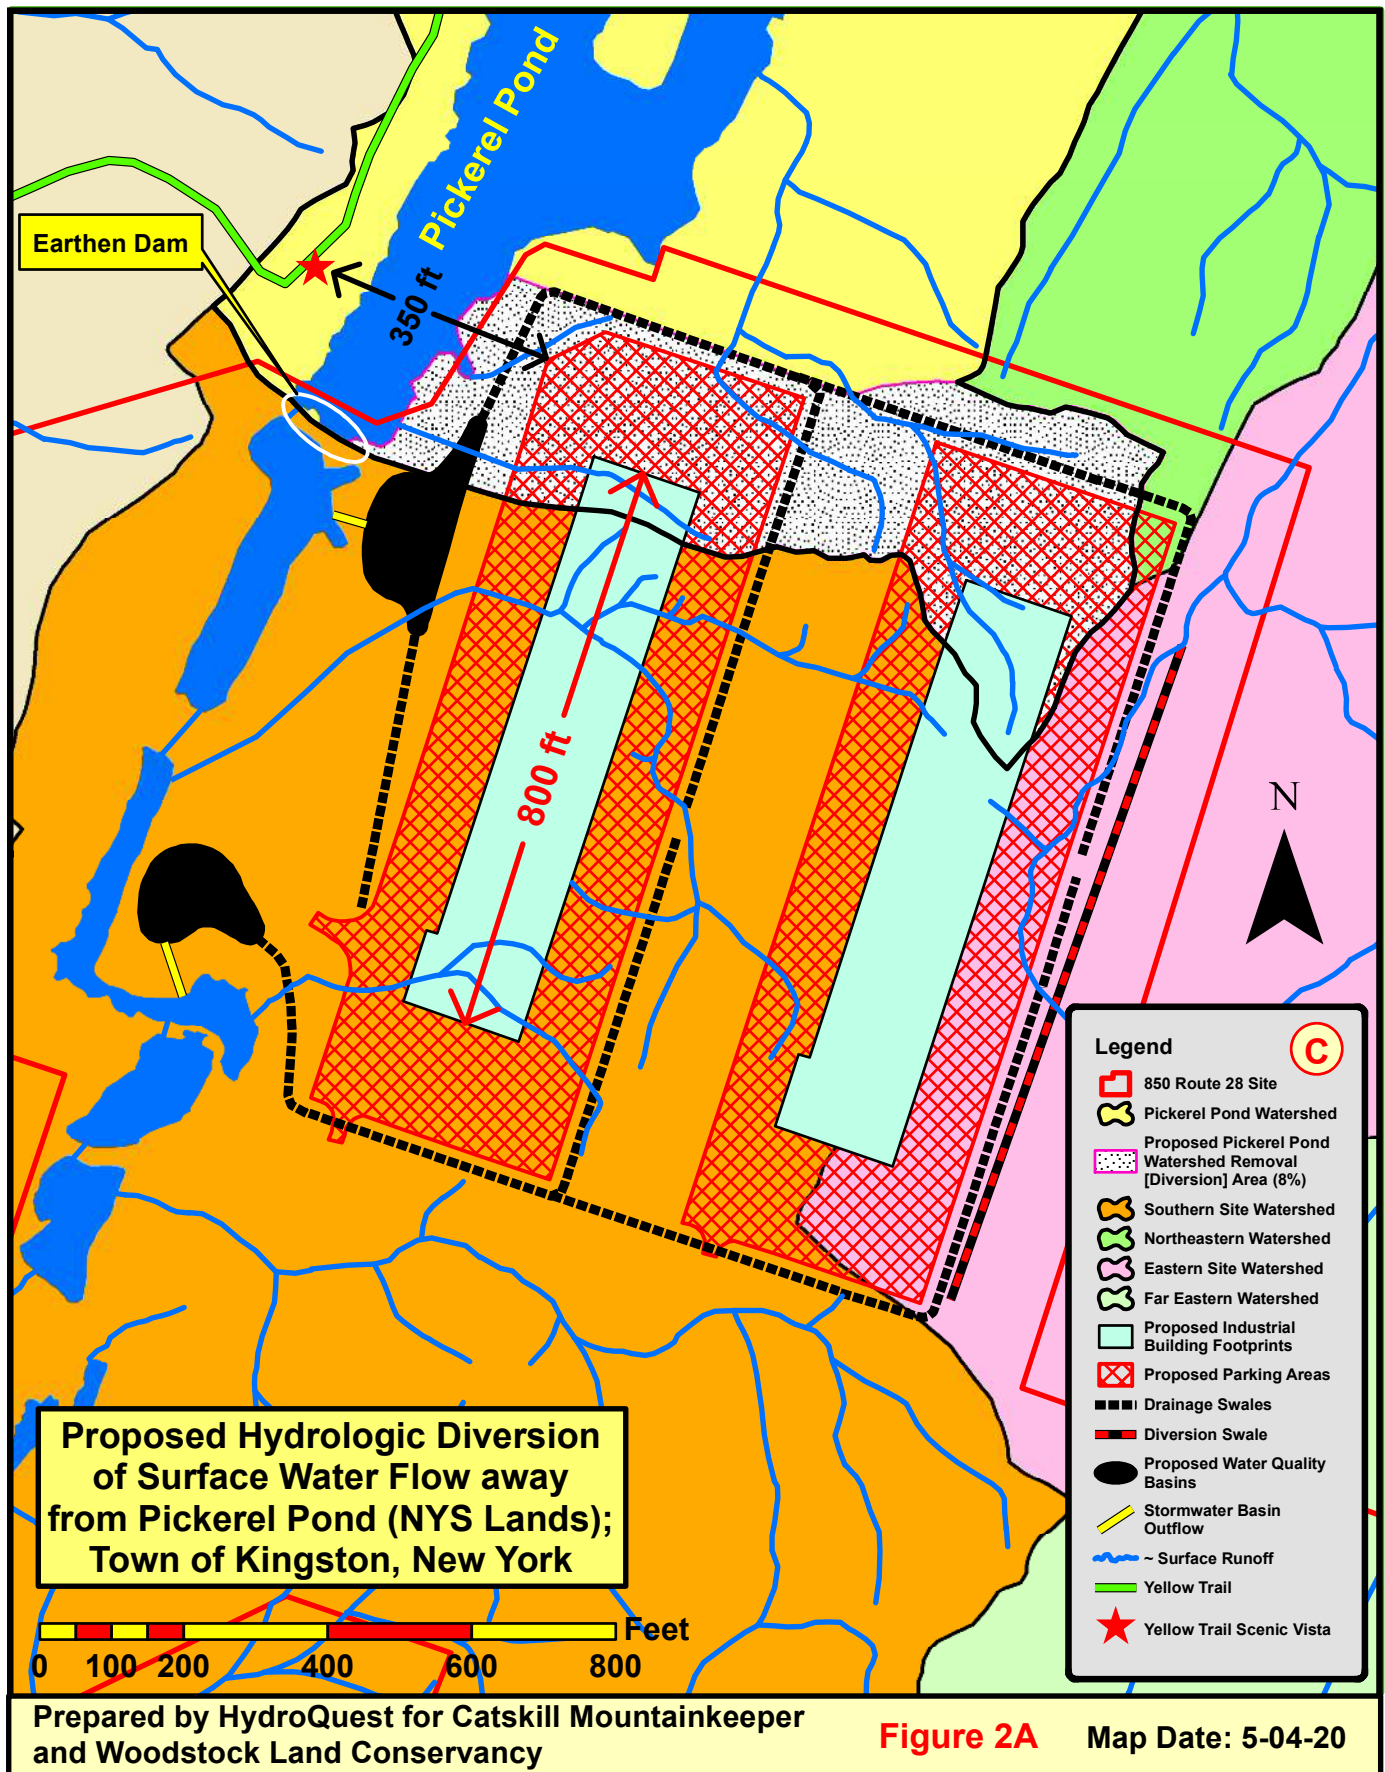 Pickerel Pond
Earthen Dam
350 ft
800 ft
N
Legend
C
850 Route 28 Site
Pickerel Pond Watershed
Proposed Pickerel Pond
Watershed Removal
[Diversion] Area (8%)
Southern Site Watershed
Northeastern Watershed
Eastern Site Watershed
Far Eastern Watershed
Proposed Industrial
Building Footprints
Proposed Parking Areas
Drainage Swales
Diversion Swale
Proposed Water Quality
Basins
Stormwater Basin
Outflow
~ Surface Runoff
Yellow Trail
Yellow Trail Scenic Vista
Proposed Hydrologic Diversion
of Surface Water Flow away
from Pickerel Pond (NYS Lands);
Town of Kingston, New York
Feet
0 100 200 400 600 800
Prepared by HydroQuest for Catskill Mountainkeeper
and Woodstock Land Conservancy
Figure 2A
Map Date: 5-04-20